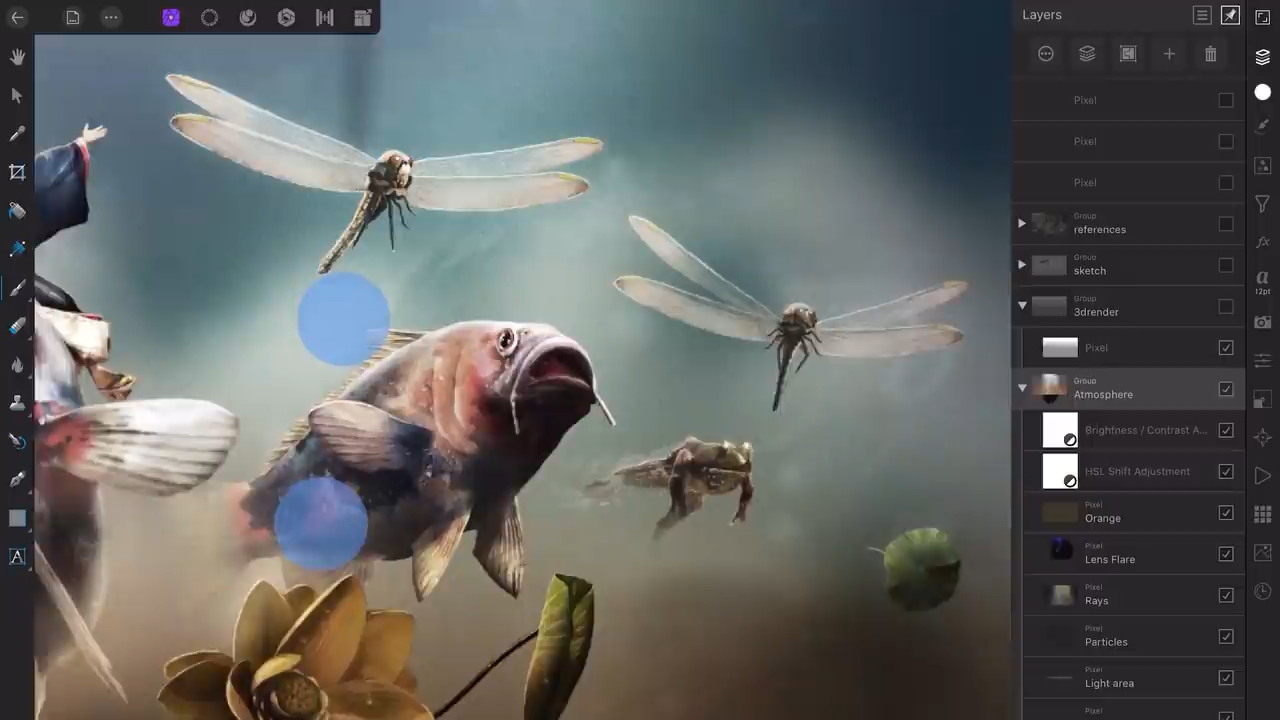 Layers
Pixel
Pixel
Pixel
Group
references
Group
sketch
Group
3drender
Pixel
Group
Atmosphere
Brightness / Contrast A...
HSL Shift Adjustment
Pixel
Orange
Pixel
Lens Flare
Pixel
Rays
Pixel
Particles
Pixel
Light area
Pixel
fx
a
12pt
A